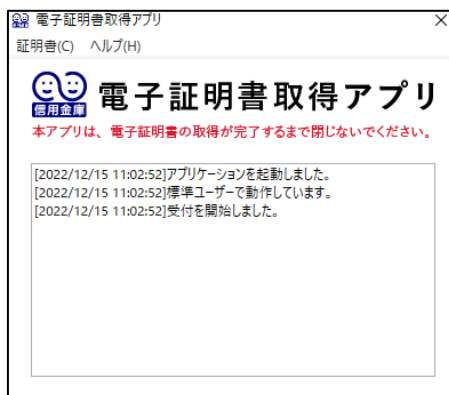 電子証明書取得アプリ
証明書(C) ヘルプ(H)
信用金庫
電子証明書取得アプリ
本アプリは、電子証明書の取得が完了するまで閉じないでください。
[2022/12/15 11:02:52]アプリケーションを起動しました。
[2022/12/15 11:02:52]標準ユーザーで動作しています。
[2022/12/15 11:02:52]受付を開始しました。